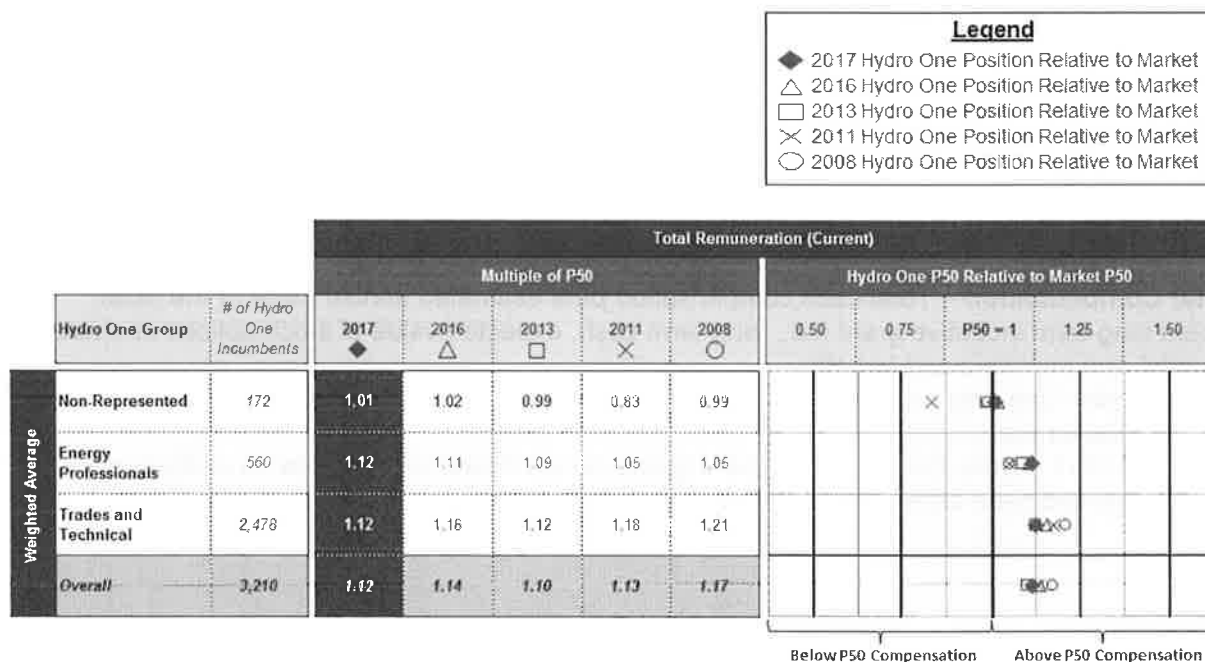 Legend
2017 Hydro One Position Relative to Market
2016 Hydro One Position Relative to Market
2013 Hydro One Position Relative to Market
2011 Hydro One Position Relative to Market
2008 Hydro One Position Relative to Market
Total Remuneration (Current)
Multiple of P50
Hydro One P50 Relative to Market P50
Hydro One Group
# of Hydro
One
Incumbents
2017 2016 2013 2011 2008
0.50 0.75 P50 = 1 1.25 1.50
Weighted Average
Non-Represented 172 1.01 1.02 0.99 0.83 0.99
Energy
Professionals 560 1.12 1.11 1.09 1.05 1.05
Trades and
Technical 2,478 1.12 1.16 1.12 1.18 1.21
Overall 3,210 1.12 1.14 1.10 1.13 1.17
Below P50 Compensation Above P50 Compensation